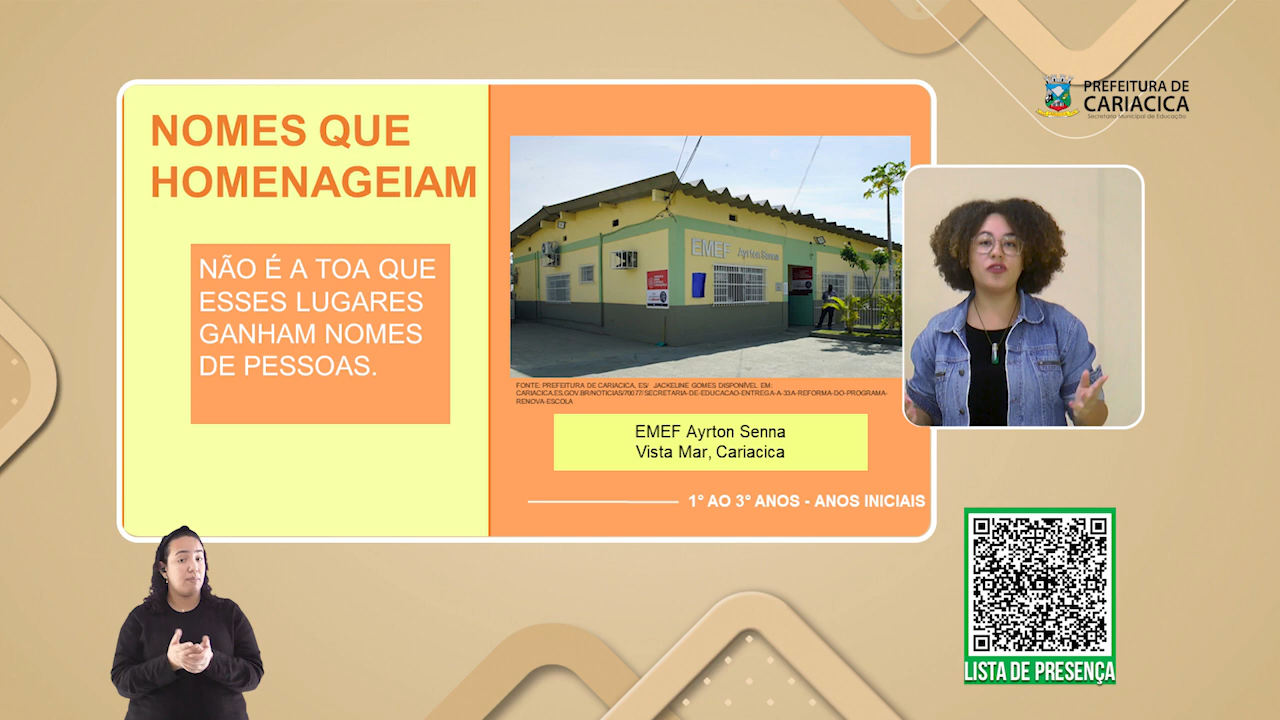 NOMES QUE
HOMENAGEIAM
NÃO É A TOA QUE
ESSES LUGARES
GANHAM NOMES
DE PESSOAS.
EMEF Ayrton Senna
FONTE: PREFEITURA DE CARIACICA, ES/ JACKELINE GOMES DISPONÍVEL EM:
CARIACICA.ES.GOV.BR/NOTICIAS/79077/SECRETARIA-DE-EDUCACAO-ENTREGA-A-33A-REFORMA-DO-PROGRAMA-
RENOVA-ESCOLA
EMEF Ayrton Senna
Vista Mar, Cariacica
1° AO 3° ANOS - ANOS INICIAIS
PREFEITURA DE
CARIACICA
Secretaria Municipal de Educação
LISTA DE PRESENÇA